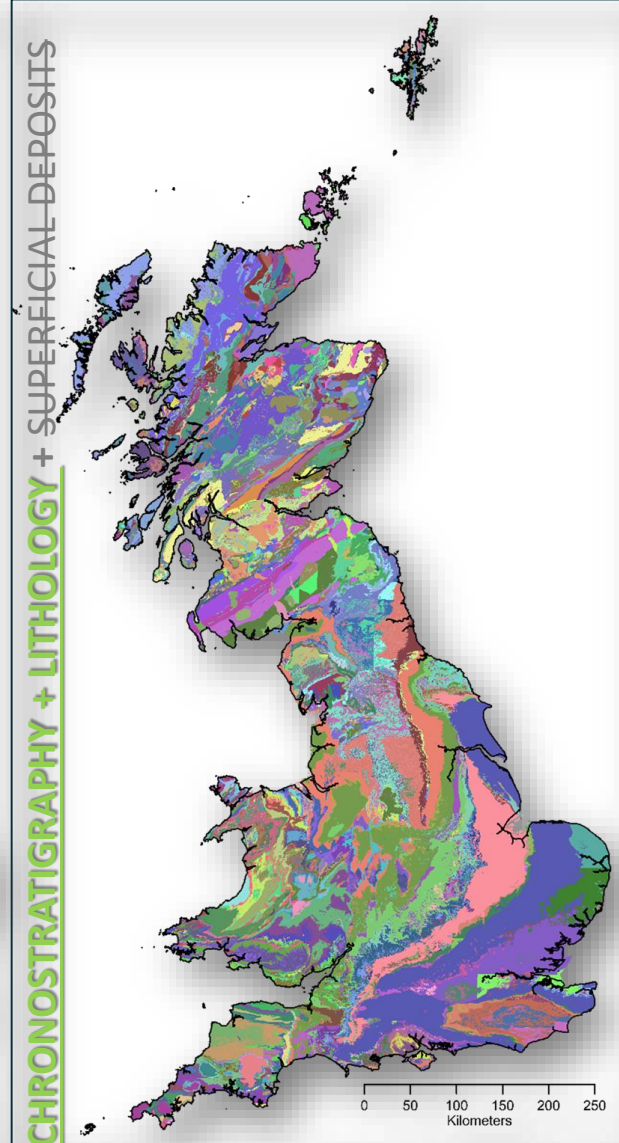 CHRONOSTRATIGRAPHY + LITHOLOGY + SUPERFICIAL DEPOSITS
0 50 100 150 200 250
Kilometers